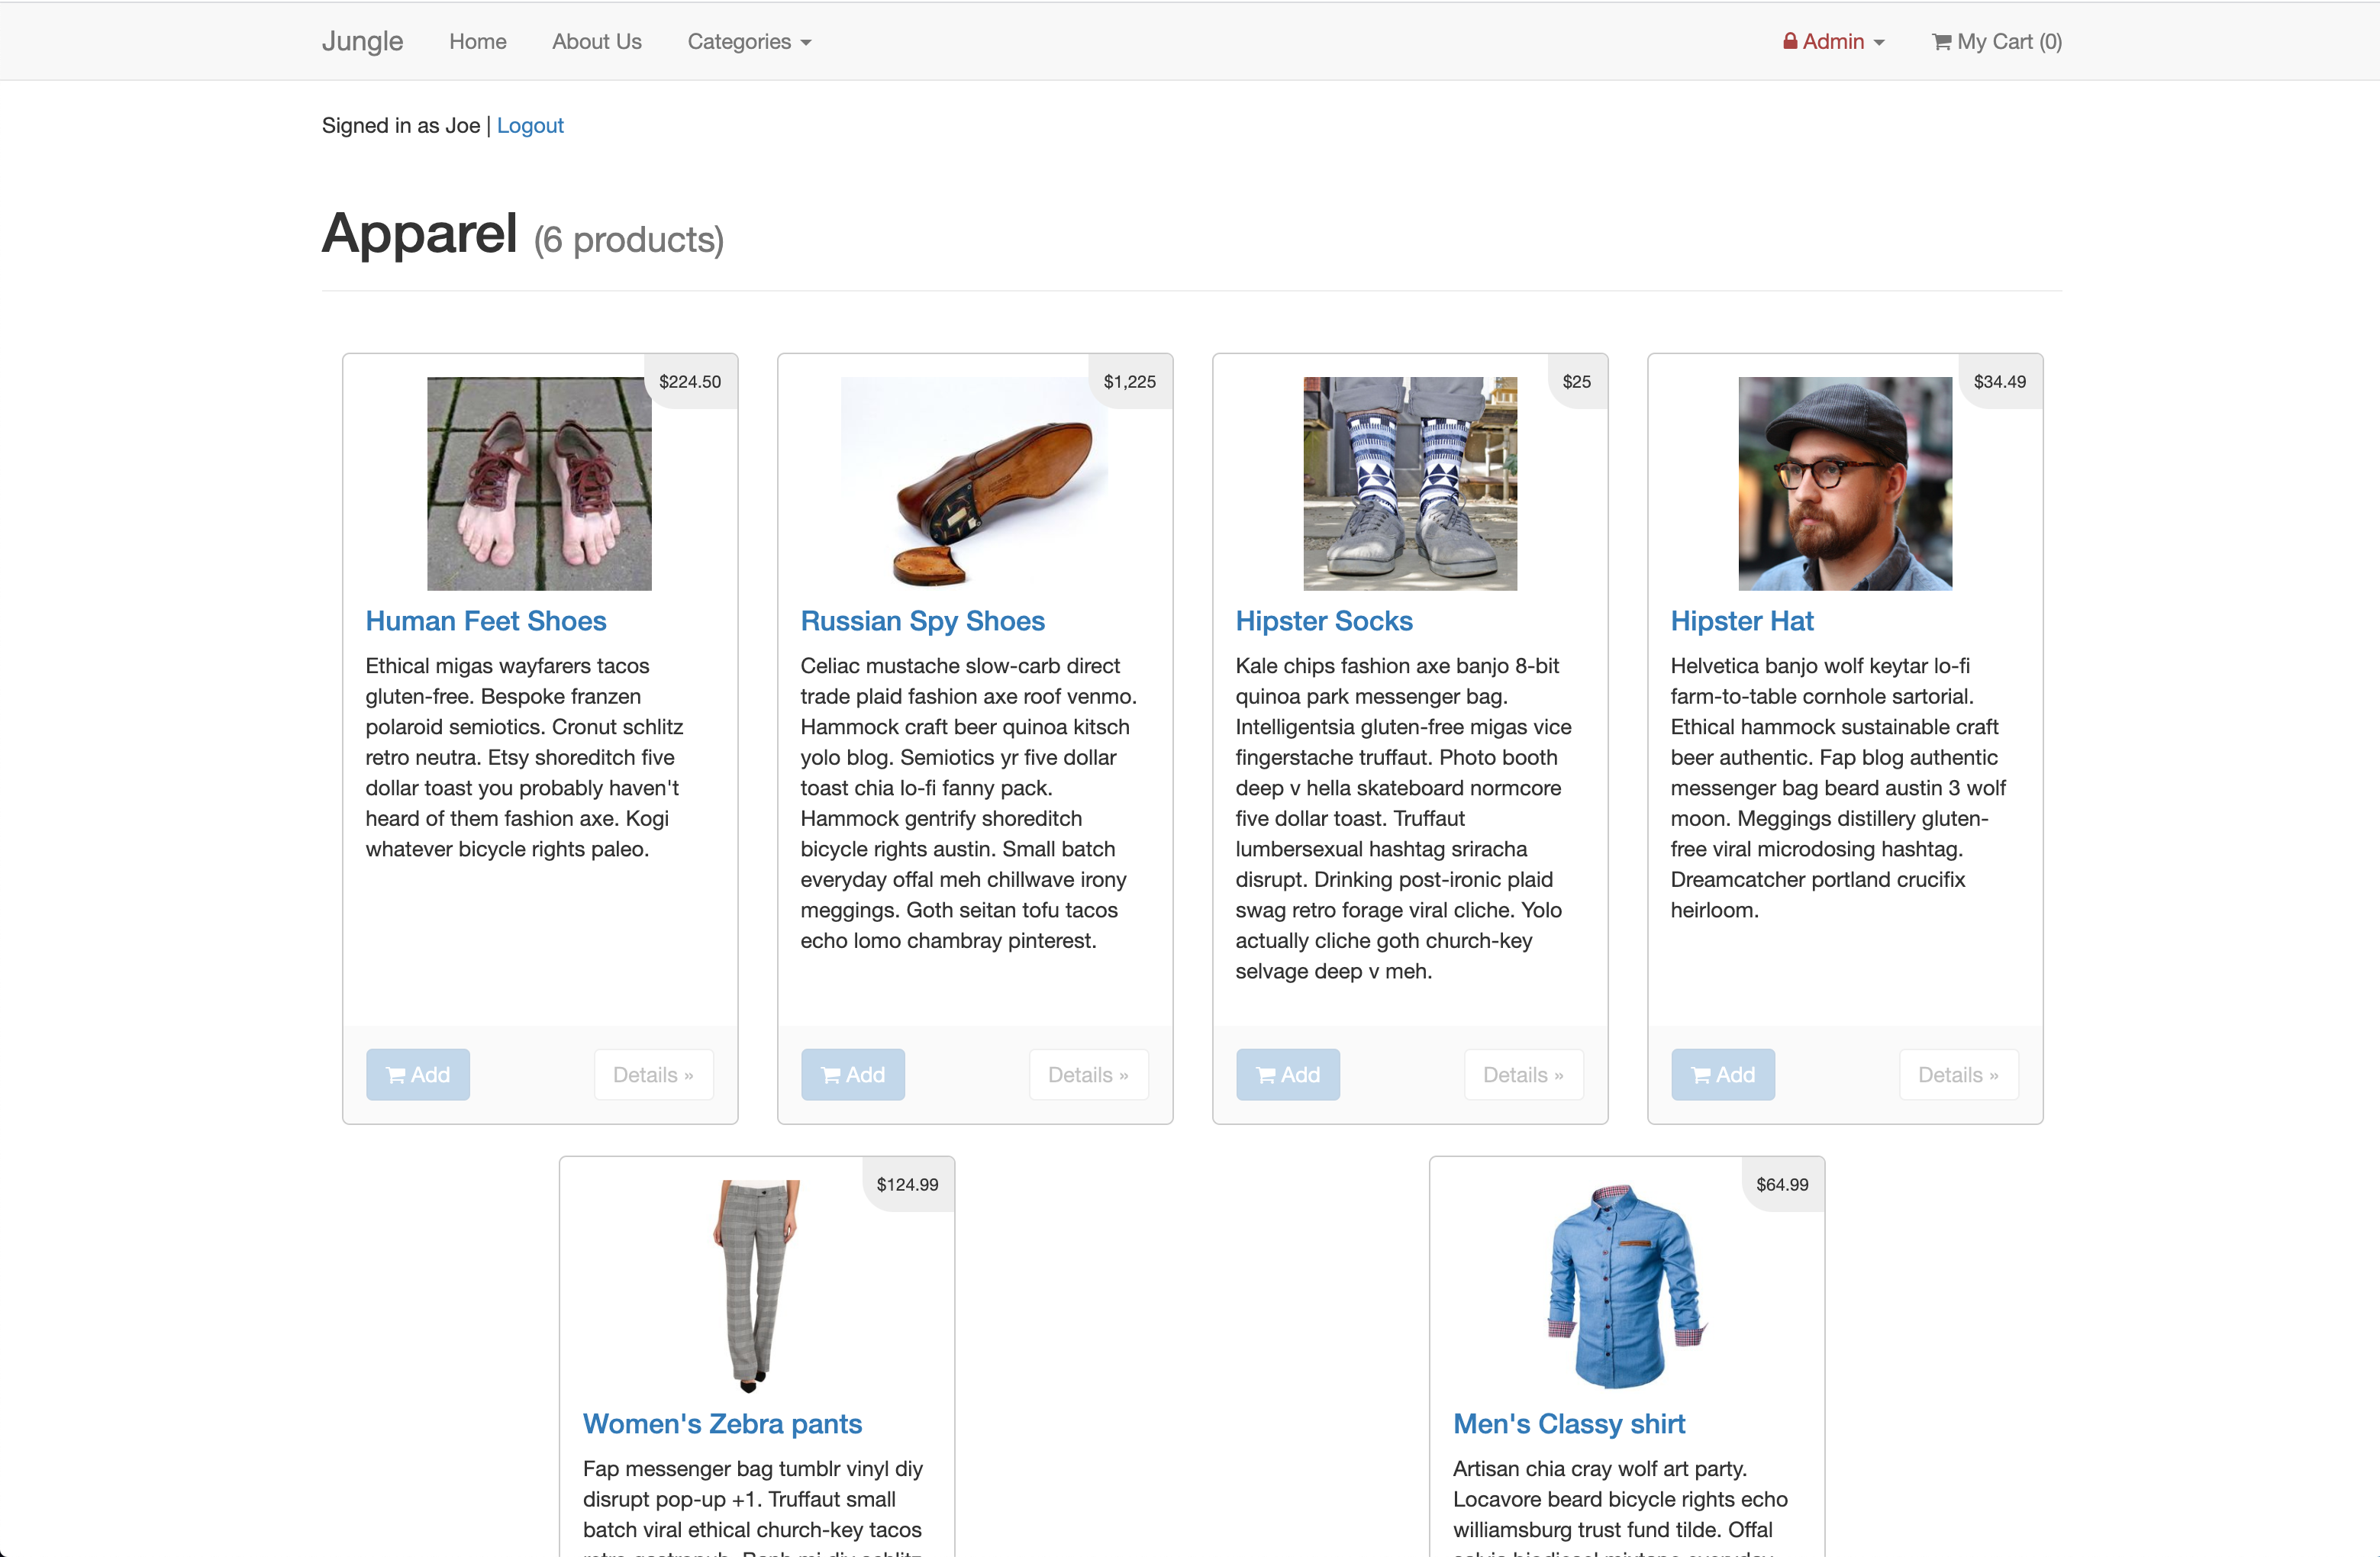 Jungle Home About Us Categories Admin My Cart (0)
Signed in as Joe | Logout
Apparel (6 products)
$224.50
Human Feet Shoes
Ethical migas wayfarers tacos
gluten-free. Bespoke franzen
polaroid semiotics. Cronut schlitz
retro neutra. Etsy shoreditch five
dollar toast you probably haven't
heard of them fashion axe. Kogi
whatever bicycle rights paleo.
Add Details »
$1,225
Russian Spy Shoes
Celiac mustache slow-carb direct
trade plaid fashion axe roof venmo.
Hammock craft beer quinoa kitsch
yolo blog. Semiotics yr five dollar
toast chia lo-fi fanny pack.
Hammock gentrify shoreditch
bicycle rights austin. Small batch
everyday offal meh chillwave irony
meggings. Goth seitan tofu tacos
echo lomo chambray pinterest.
Add Details »
$25
Hipster Socks
Kale chips fashion axe banjo 8-bit
quinoa park messenger bag.
Intelligentsia gluten-free migas vice
fingerstache truffaut. Photo booth
deep v hella skateboard normcore
five dollar toast. Truffaut
lumbersexual hashtag sriracha
disrupt. Drinking post-ironic plaid
swag retro forage viral cliche. Yolo
actually cliche goth church-key
selvage deep v meh.
Add Details »
$34.49
Hipster Hat
Helvetica banjo wolf keytar lo-fi
farm-to-table cornhole sartorial.
Ethical hammock sustainable craft
beer authentic. Fap blog authentic
messenger bag beard austin 3 wolf
moon. Meggings distillery gluten-
free viral microdosing hashtag.
Dreamcatcher portland crucifix
heirloom.
Add Details »
$124.99
Women's Zebra pants
Fap messenger bag tumblr vinyl diy
disrupt pop-up +1. Truffaut small
batch viral ethical church-key tacos
$64.99
Men's Classy shirt
Artisan chia cray wolf art party.
Locavore beard bicycle rights echo
williamsburg trust fund tilde. Offal